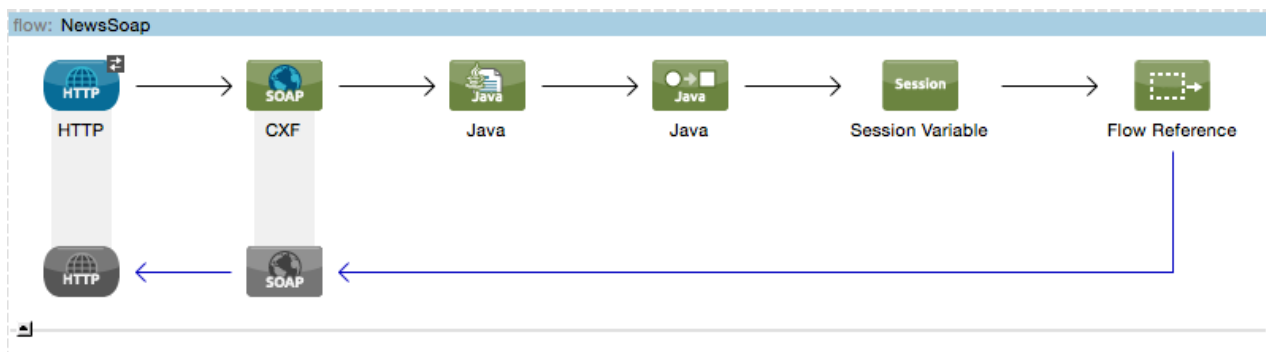 flow: NewsSoap
HTTP
SOAP
Java
Java
Session
HTTP
CXF
Java
Java
Session Variable
Flow Reference
HTTP
SOAP